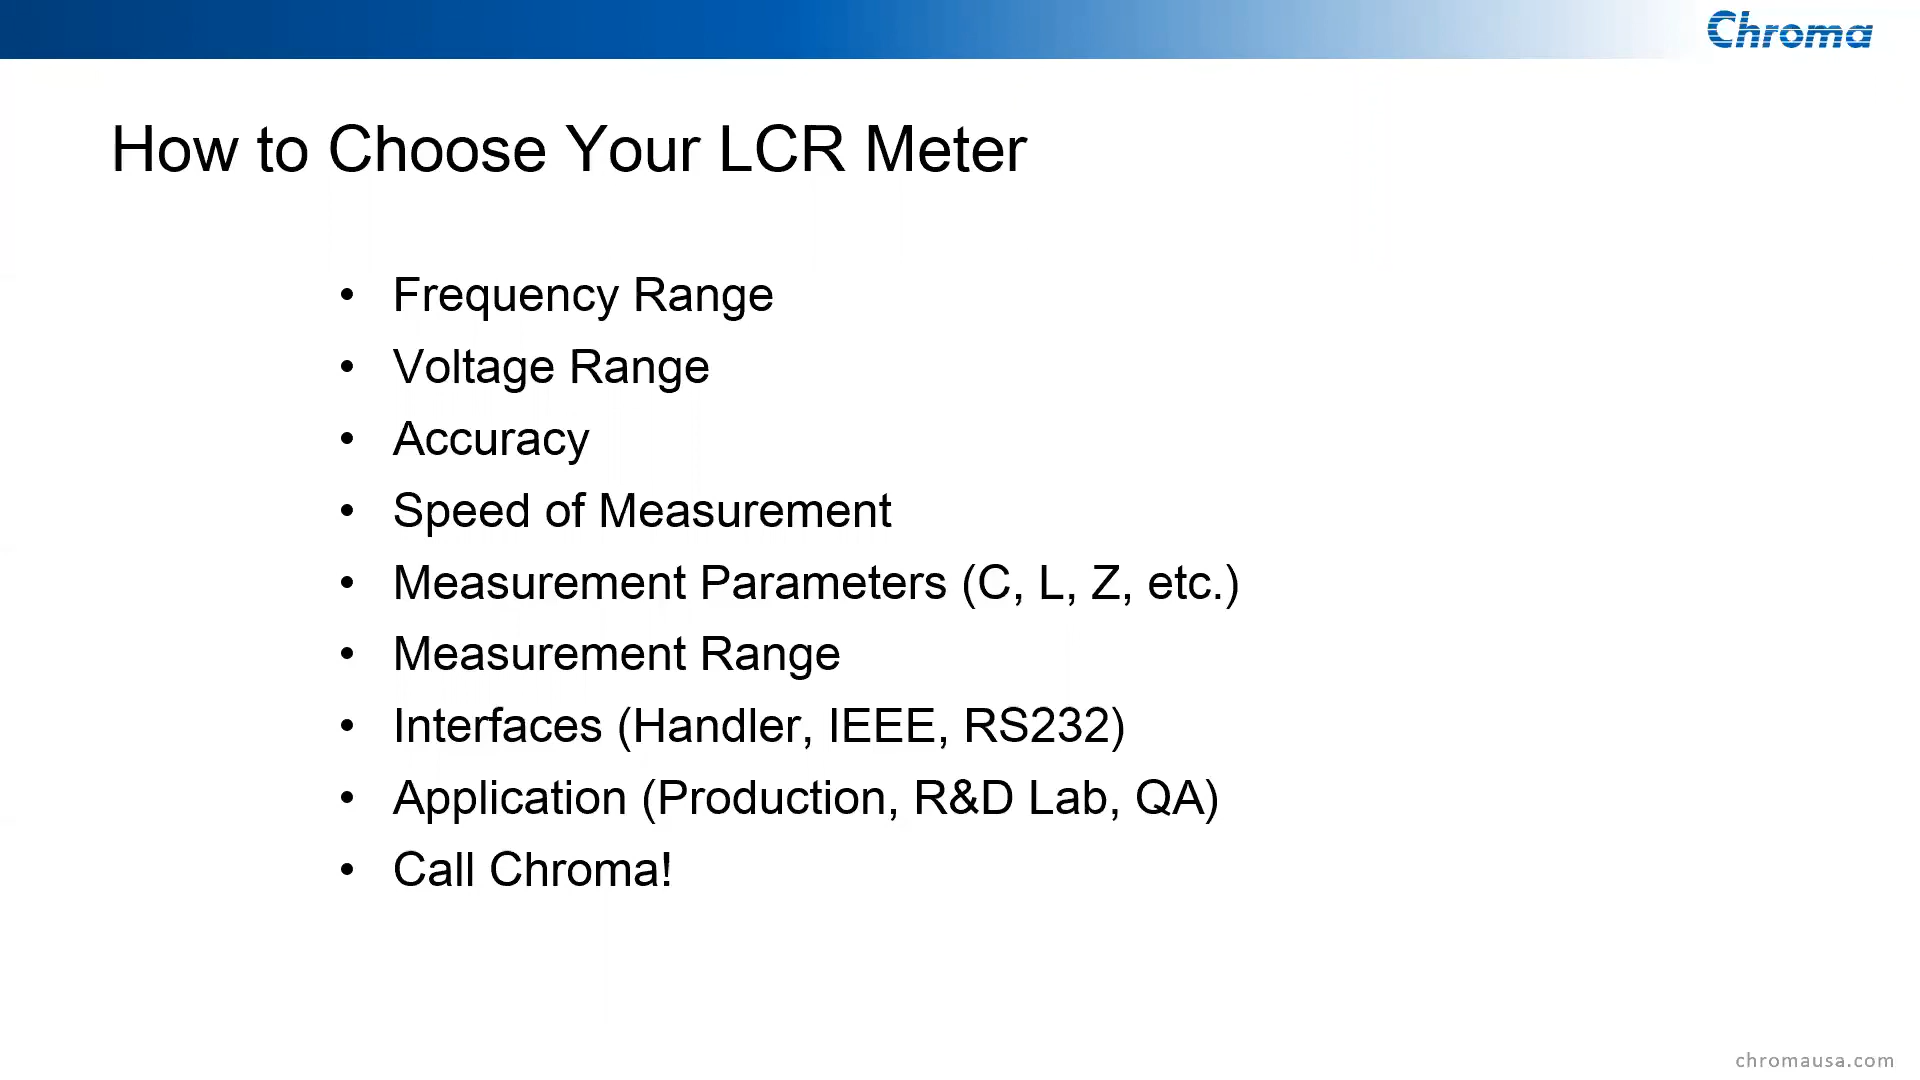 Chroma
How to Choose Your LCR Meter
• Frequency Range
• Voltage Range
• Accuracy
• Speed of Measurement
• Measurement Parameters (C, L, Z, etc.)
• Measurement Range
• Interfaces (Handler, IEEE, RS232)
• Application (Production, R&D Lab, QA)
• Call Chroma!
chromausa.com